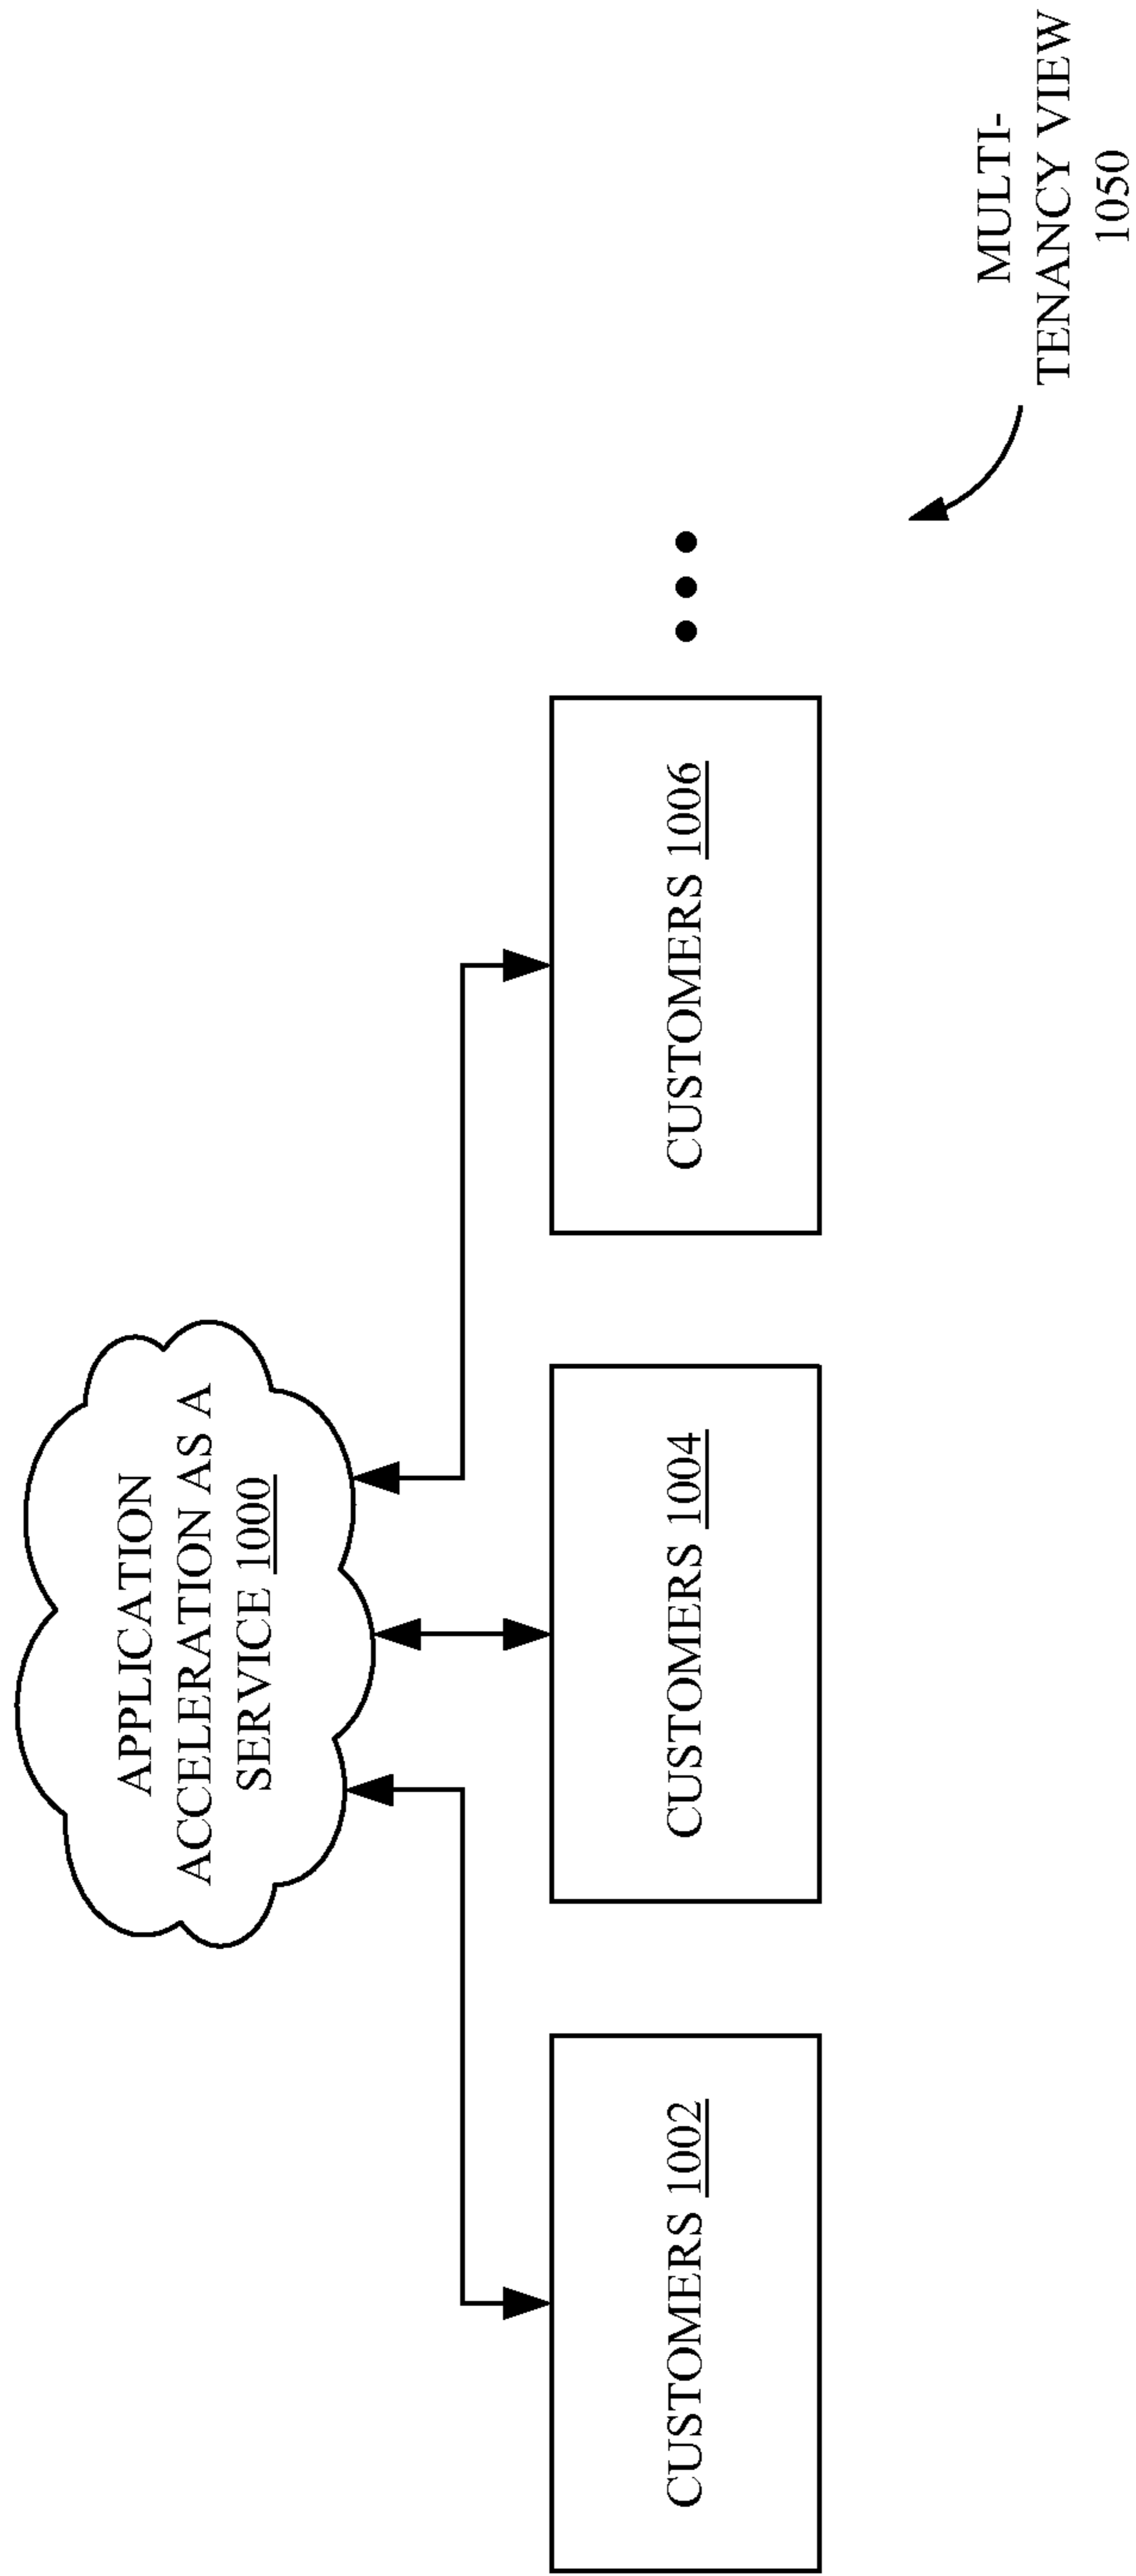 APPLICATION
ACCELERATION AS A
SERVICE 1000
CUSTOMERS 1002
CUSTOMERS 1004
CUSTOMERS 1006
MULTI-
TENANCY VIEW
1050